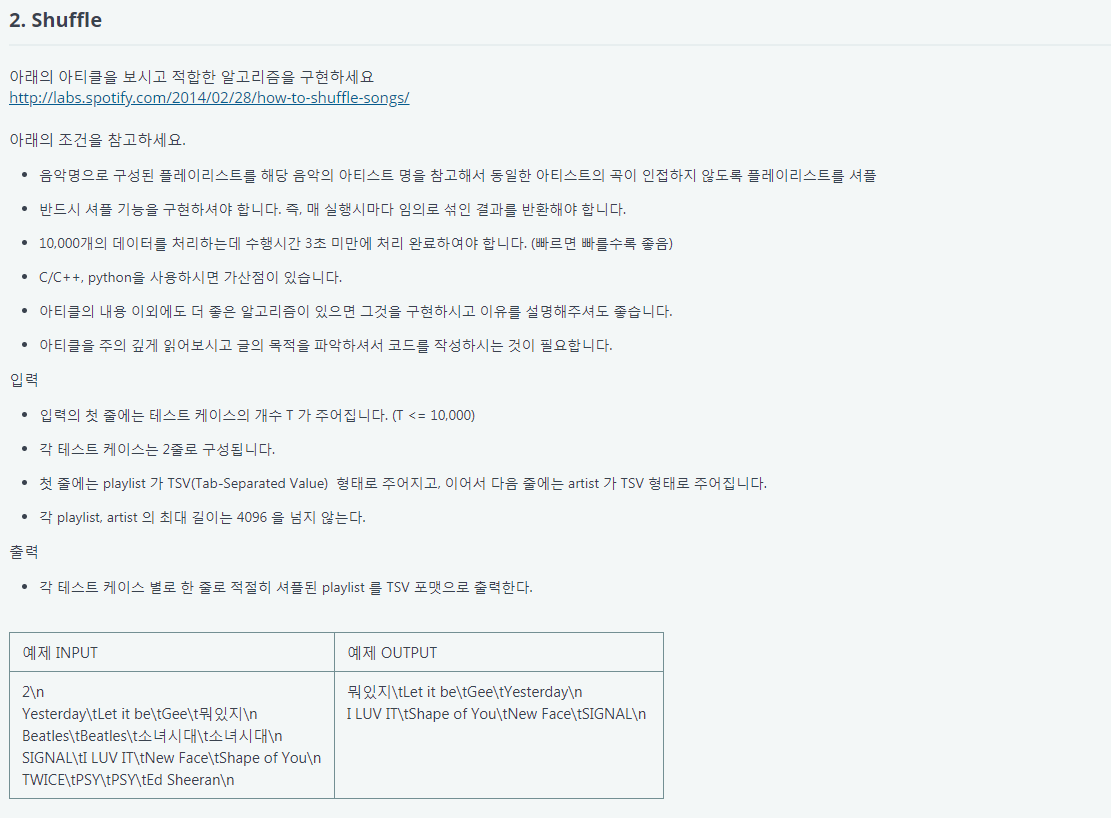 2. Shuffle
아래의 아티클을 보시고 적합한 알고리즘을 구현하세요
http://labs.spotify.com/2014/02/28/how-to-shuffle-songs/
아래의 조건을 참고하세요.
• 음악명으로 구성된 플레이리스트를 해당 음악의 아티스트 명을 참고해서 동일한 아티스트의 곡이 인접하지 않도록 플레이리스트를 셔플
• 반드시 셔플 기능을 구현하셔야 합니다. 즉, 매 실행시마다 임의로 섞인 결과를 반환해야 합니다.
• 10,000개의 데이터를 처리하는데 수행시간 3초 미만에 처리 완료하여야 합니다. (빠르면 빠를수록 좋음)
• C/C++, python을 사용하시면 가산점이 있습니다.
• 아티클의 내용 이외에도 더 좋은 알고리즘이 있으면 그것을 구현하시고 이유를 설명해주셔도 좋습니다.
• 아티클을 주의 깊게 읽어보시고 글의 목적을 파악하셔서 코드를 작성하시는 것이 필요합니다.
입력
• 입력의 첫 줄에는 테스트 케이스의 개수 T 가 주어집니다. (T <= 10,000)
• 각 테스트 케이스는 2줄로 구성됩니다.
• 첫 줄에는 playlist 가 TSV(Tab-Separated Value) 형태로 주어지고, 이어서 다음 줄에는 artist 가 TSV 형태로 주어집니다.
• 각 playlist, artist 의 최대 길이는 4096 을 넘지 않는다.
출력
• 각 테스트 케이스 별로 한 줄로 적절히 셔플된 playlist 를 TSV 포맷으로 출력한다.
예제 INPUT
예제 OUTPUT
2\n
Yesterday\tLet it be\tGee\t뭐있지\n
Beatles\tBeatles\t소녀시대\t소녀시대\n
SIGNAL\tI LUV IT\tNew Face\tShape of You\n
TWICE\tPSY\tPSY\tEd Sheeran\n
뭐있지\tLet it be\tGee\tYesterday\n
I LUV IT\tShape of You\tNew Face\tSIGNAL\n